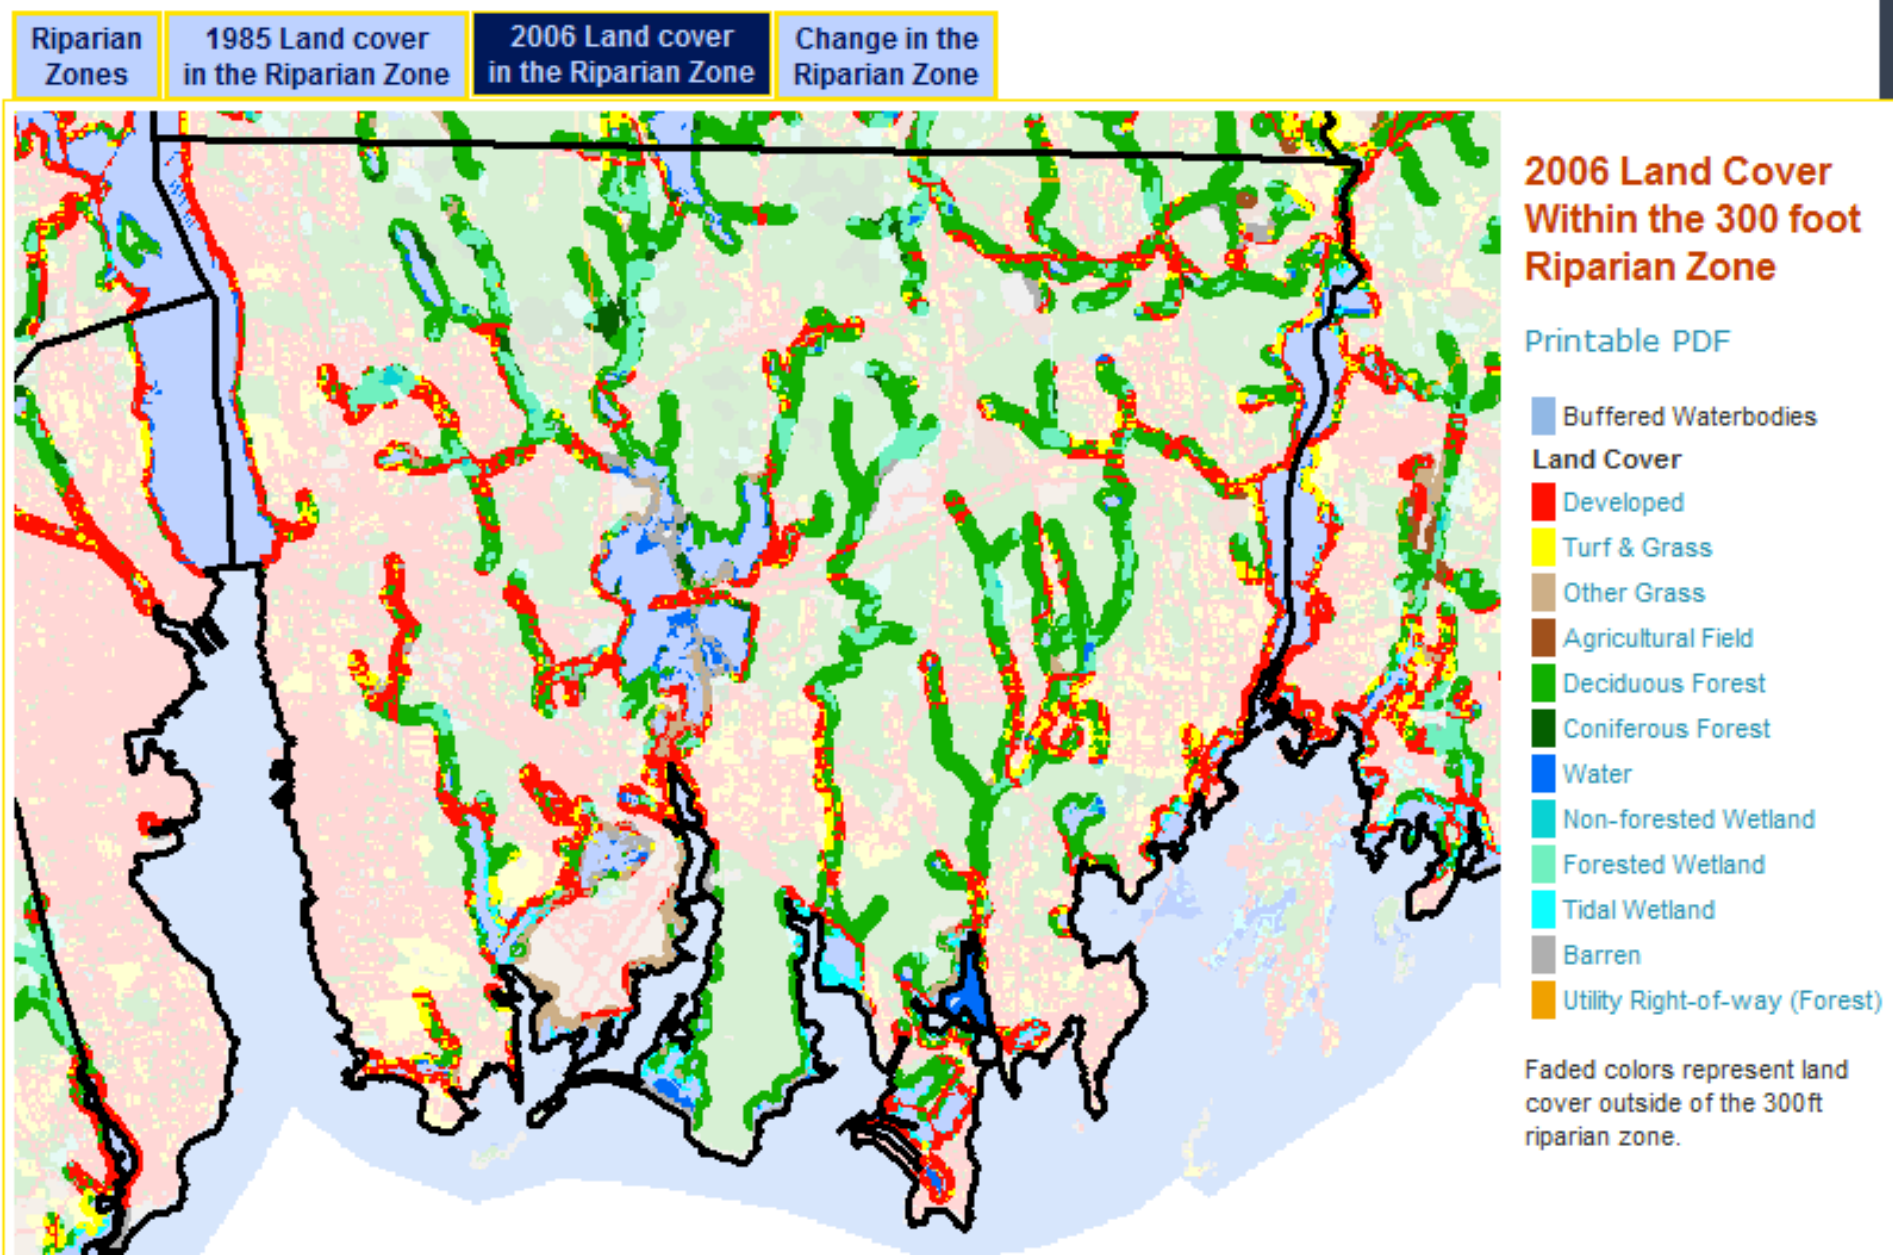 Riparian
Zones
1985 Land cover
in the Riparian Zone
2006 Land cover
in the Riparian Zone
Change in the
Riparian Zone
2006 Land Cover
Within the 300 foot
Riparian Zone
Printable PDF
Buffered Waterbodies
Land Cover
Developed
Turf & Grass
Other Grass
Agricultural Field
Deciduous Forest
Coniferous Forest
Water
Non-forested Wetland
Forested Wetland
Tidal Wetland
Barren
Utility Right-of-way (Forest)
Faded colors represent land
cover outside of the 300ft
riparian zone.